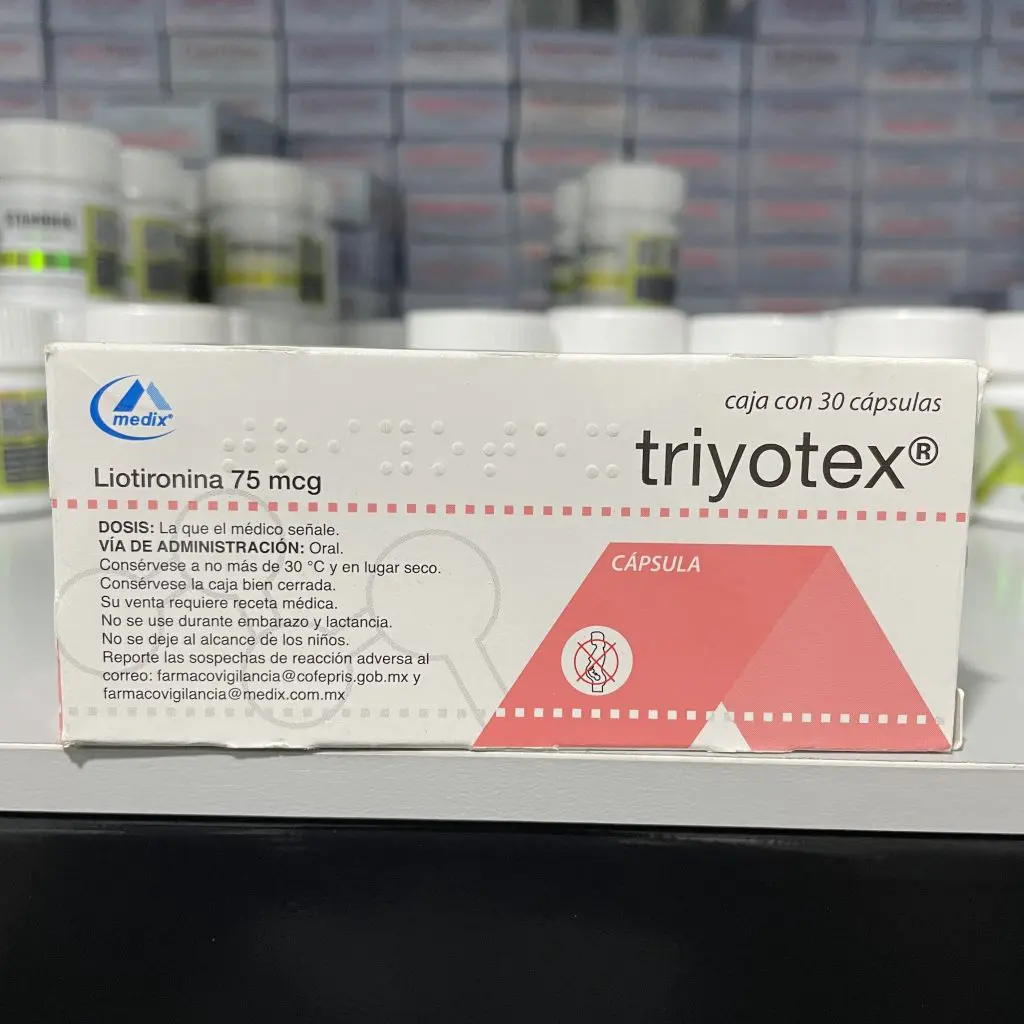 medix®
caja con 30 cápsulas
triyotex®
Liotironina 75 mcg
DOSIS: La que el médico señale.
VÍA DE ADMINISTRACIÓN: Oral.
Consérvese a no más de 30 °C y en lugar seco.
Consérvese la caja bien cerrada.
Su venta requiere receta médica.
No se use durante embarazo y lactancia.
No se deje al alcance de los niños.
Reporte las sospechas de reacción adversa al
correo: farmacovigilancia@cofepris.gob.mx y
farmacovigilancia@medix.com.mx
CÁPSULA